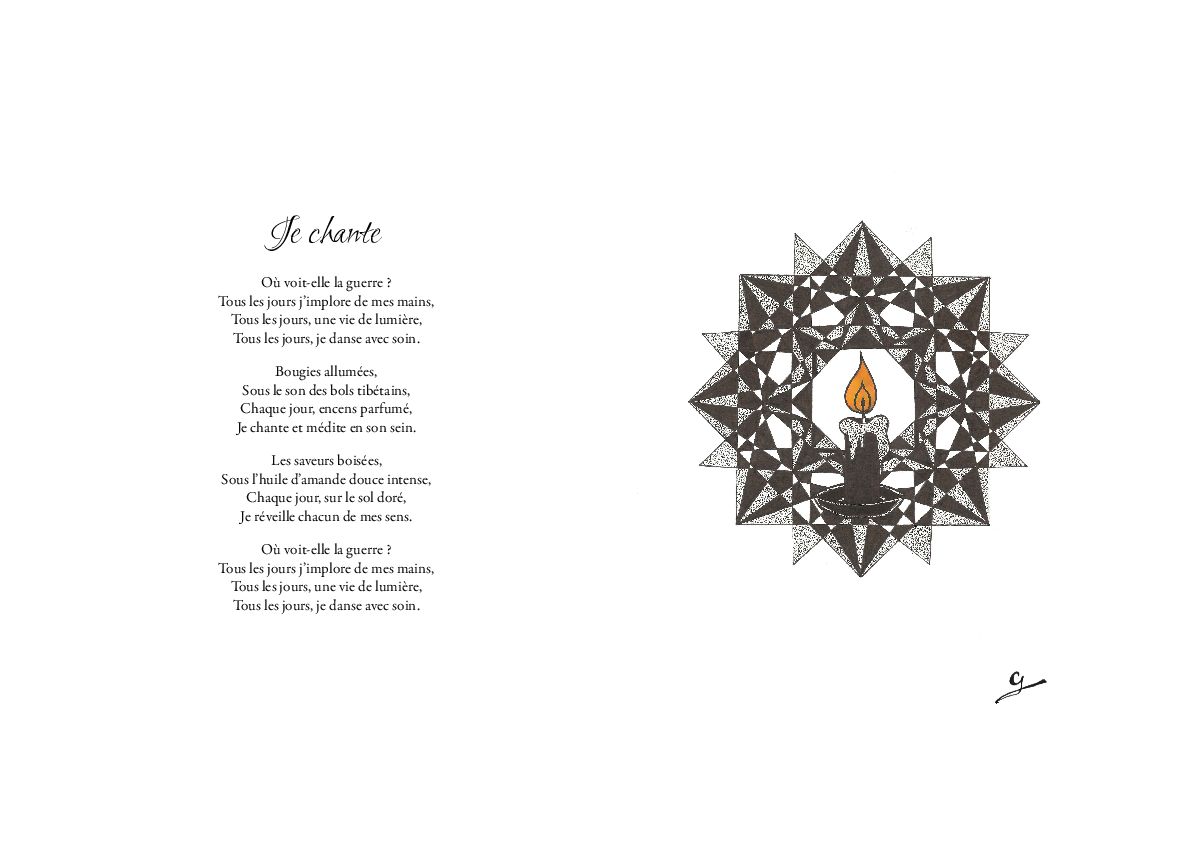 Je chante
Où voit-elle la guerre ?
Tous les jours j’implore de mes mains,
Tous les jours, une vie de lumière,
Tous les jours, je danse avec soin.
Bougies allumées,
Sous le son des bols tibétains,
Chaque jour, encens parfumé,
Je chante et médite en son sein.
Les saveurs boisées,
Sous l’huile d’amande douce intense,
Chaque jour, sur le sol doré,
Je réveille chacun de mes sens.
Où voit-elle la guerre ?
Tous les jours j’implore de mes mains,
Tous les jours, une vie de lumière,
Tous les jours, je danse avec soin.